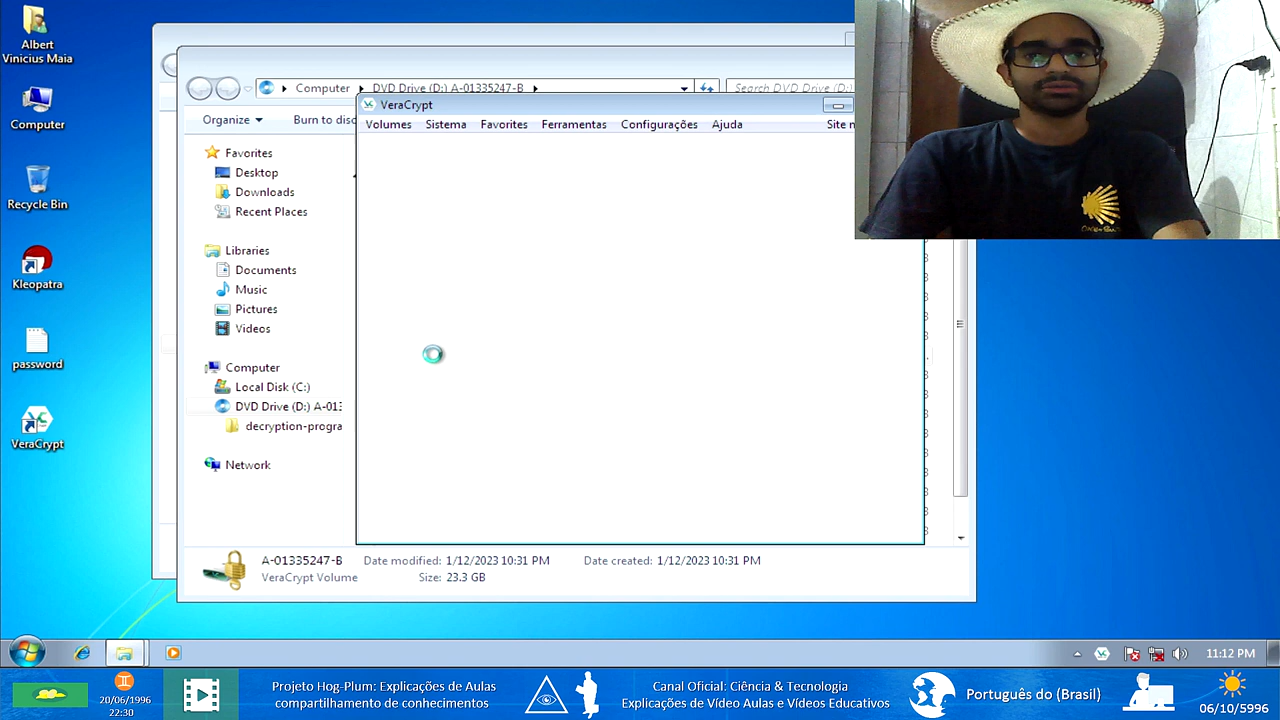 Albert
Vinicius Maia
Computer
Recycle Bin
Kleopatra
password
VeraCrypt
Computer
DVD Drive (D:) A-01335247-B
Search DVD Drive (D:)
Organize
Burn to disc
Favorites
Desktop
Downloads
Recent Places
Libraries
Documents
Music
Pictures
Videos
Computer
Local Disk (C:)
DVD Drive (D:) A-013
decryption-progra
Network
VeraCrypt
Volumes Sistema Favorites Ferramentas Configurações Ajuda Site
A-01335247-B Date modified: 1/12/2023 10:31 PM Date created: 1/12/2023 10:31 PM
VeraCrypt Volume Size: 23.3 GB
11:12 PM
20/06/1996
22:30
Projeto Hog-Plum: Explicações de Aulas
compartilhamento de conhecimentos
Canal Oficial: Ciência & Tecnologia
Explicações de Vídeo Aulas e Vídeos Educativos
Português do (Brasil)
06/10/5996